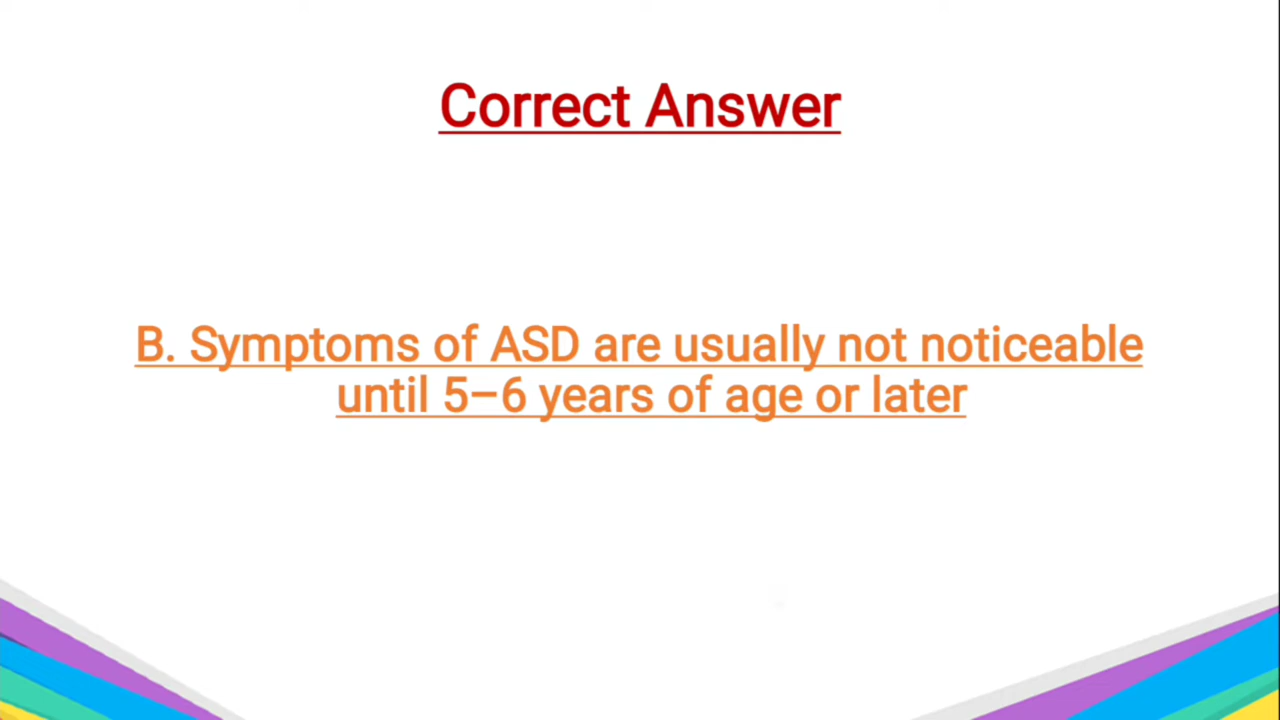 Correct Answer
B. Symptoms of ASD are usually not noticeable
until 5–6 years of age or later